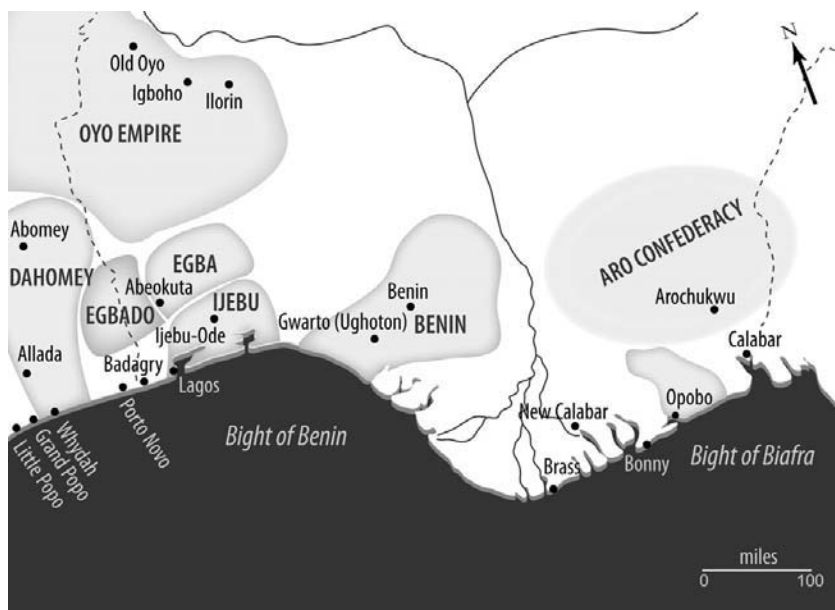 N
Old Oyo
Igboho
Ilorin
OYO EMPIRE
ARO CONFEDERACY
Abomey
DAHOMEY
EGBA
Abeokuta
EGBADO
IJEBU
Ijebu-Ode
Benin
BENIN
Gwarto (Ughoton)
Arochukwu
Allada
Badagry
Lagos
Calabar
Porto Novo
Whydah
Grand Popo
Little Popo
Opobo
New Calabar
Bight of Benin
Brass
Bonny
Bight of Biafra
miles
0 100